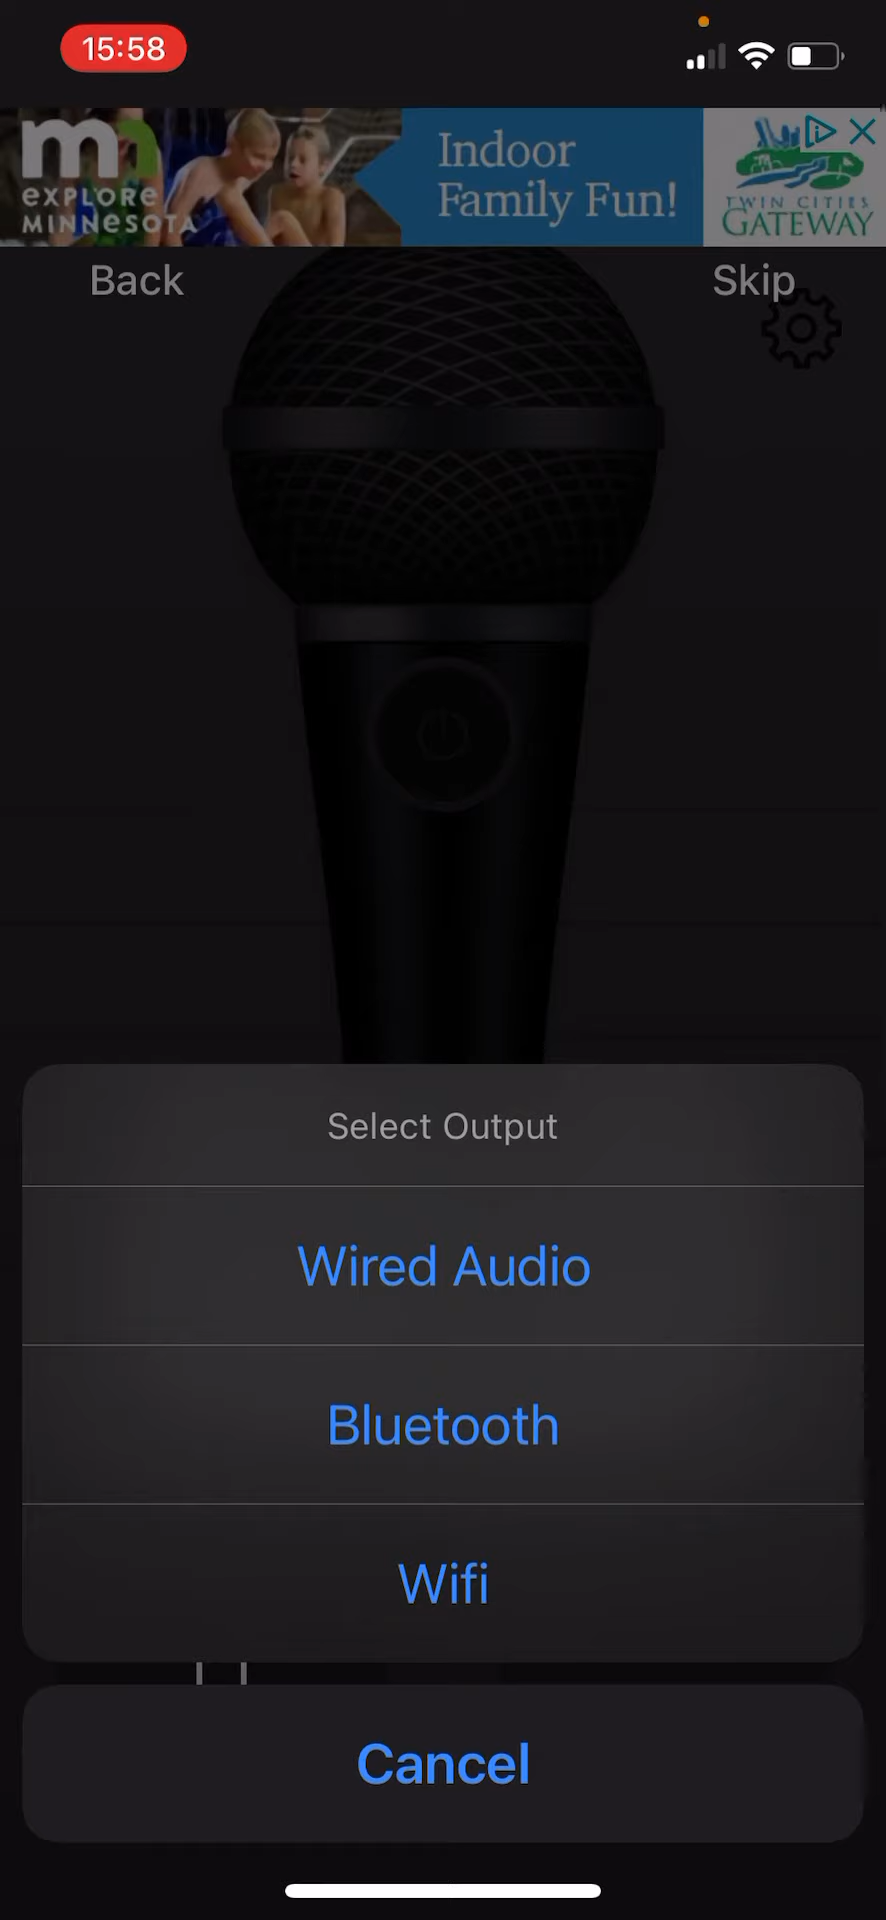 15:58
mn
EXPLORE
MINNESOTA
Indoor
Family Fun!
TWIN CITIES
GATEWAY
Back
Skip
Select Output
Wired Audio
Bluetooth
Wifi
Cancel